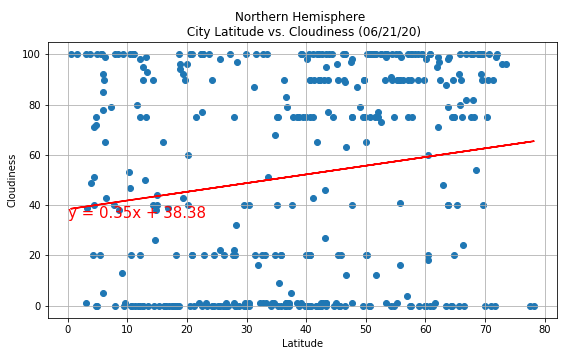 Northern Hemisphere
City Latitude vs. Cloudiness (06/21/20)
100
80
60
40
20
0
Cloudiness
y = 0.35x + 38.38
0 10 20 30 40 50 60 70 80
Latitude